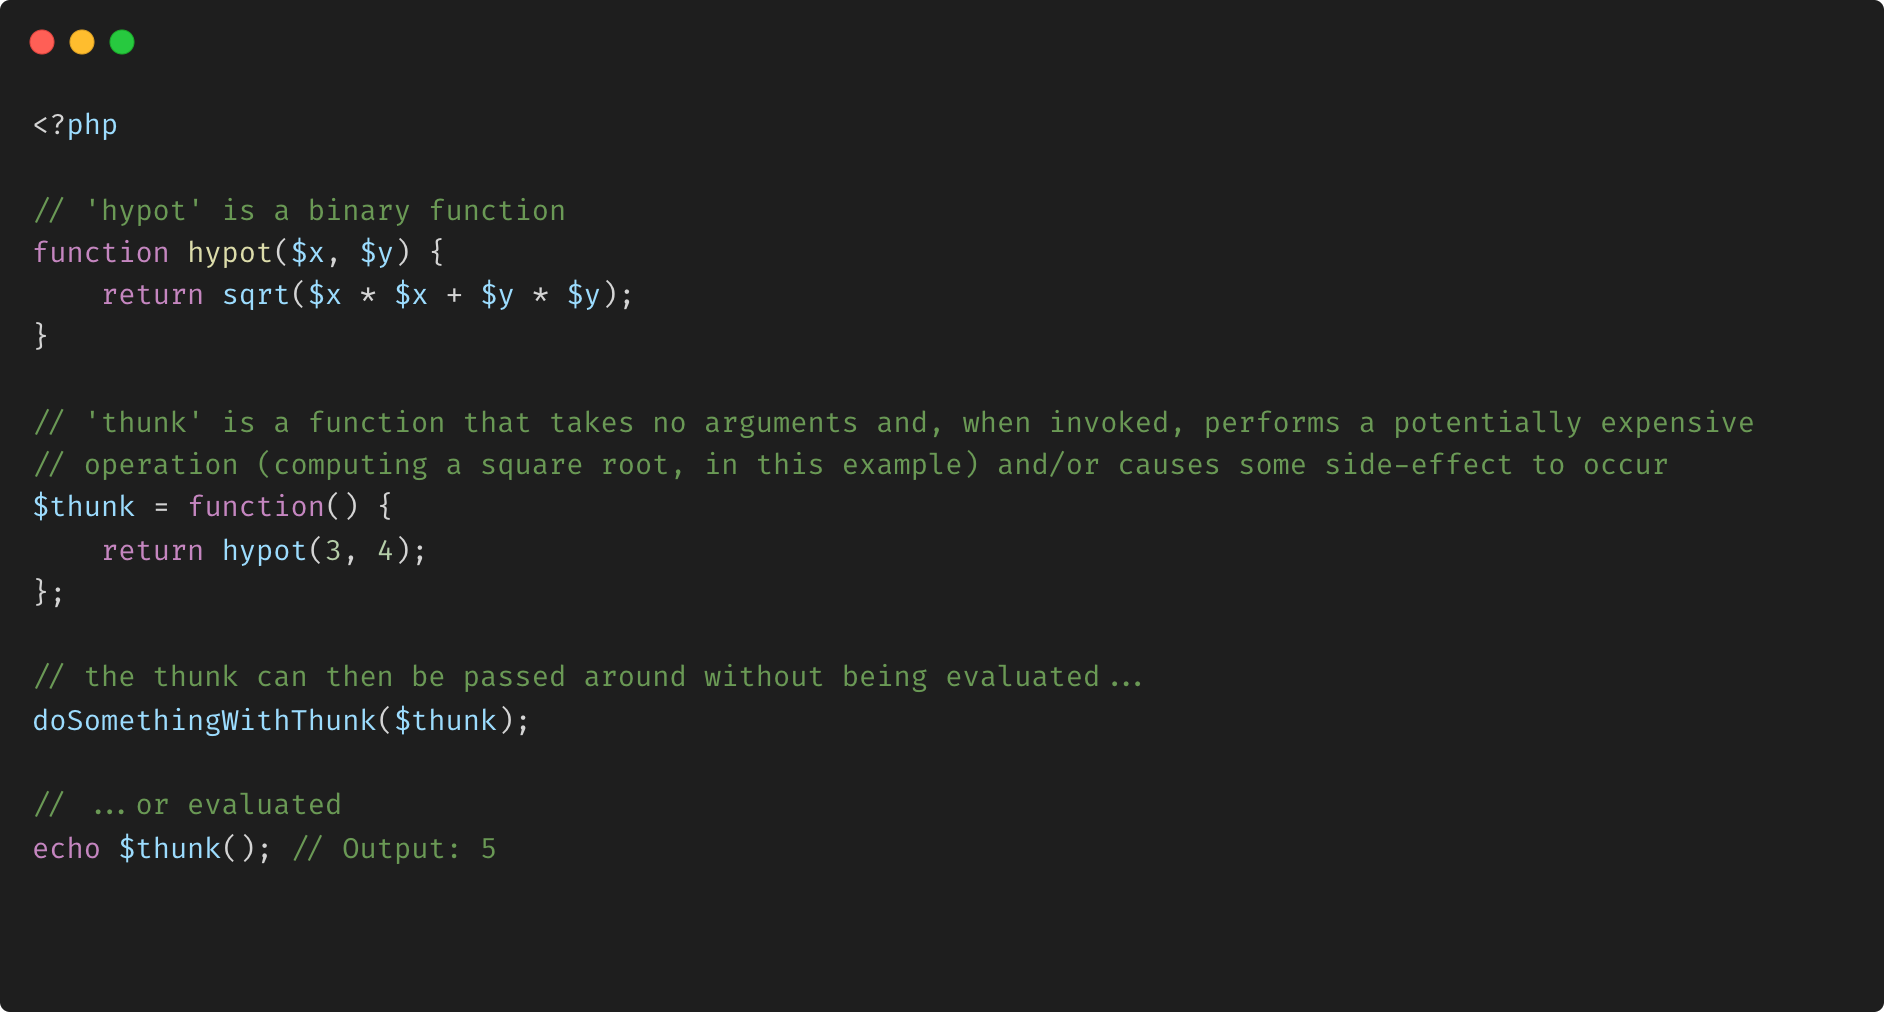 <?php
// 'hypot' is a binary function
function hypot($x, $y) {
    return sqrt($x * $x + $y * $y);
}
// 'thunk' is a function that takes no arguments and, when invoked, performs a potentially expensive
// operation (computing a square root, in this example) and/or causes some side-effect to occur
$thunk = function() {
    return hypot(3, 4);
};
// the thunk can then be passed around without being evaluated...
doSomethingWithThunk($thunk);
// ...or evaluated
echo $thunk(); // Output: 5